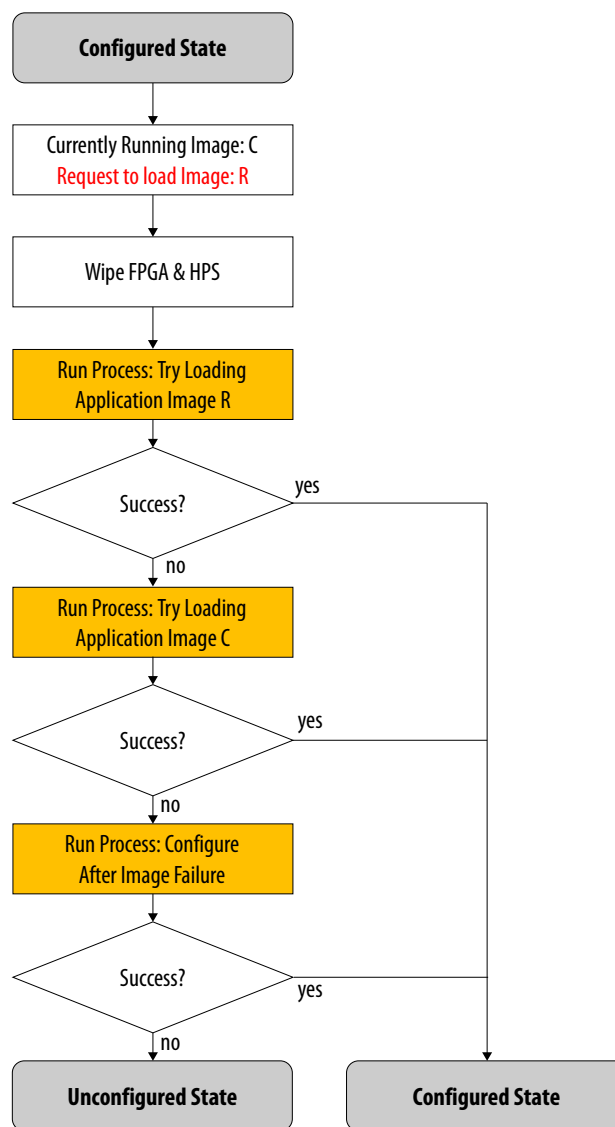 Configured State
Currently Running Image: C
Request to load Image: R
Wipe FPGA & HPS
Run Process: Try Loading
Application Image R
Success?
yes
no
Run Process: Try Loading
Application Image C
Success?
yes
no
Run Process: Configure
After Image Failure
Success?
yes
no
Unconfigured State
Configured State